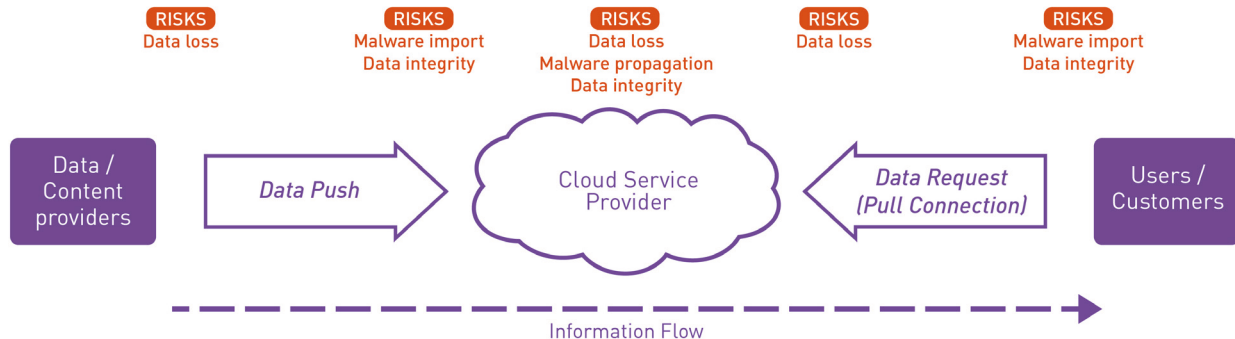 RISKS
Data loss
RISKS
Malware import
Data integrity
RISKS
Data loss
Malware propagation
Data integrity
RISKS
Data loss
RISKS
Malware import
Data integrity
Data /
Content
providers
Data Push
Cloud Service
Provider
Data Request
(Pull Connection)
Users /
Customers
Information Flow